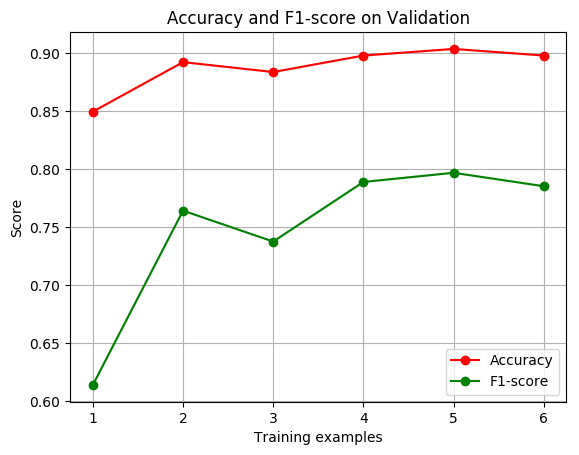 Accuracy and F1-score on Validation
0.90
0.85
0.80
0.75
0.70
0.65
0.60
Score
Accuracy
F1-score
1 2 3 4 5 6
Training examples